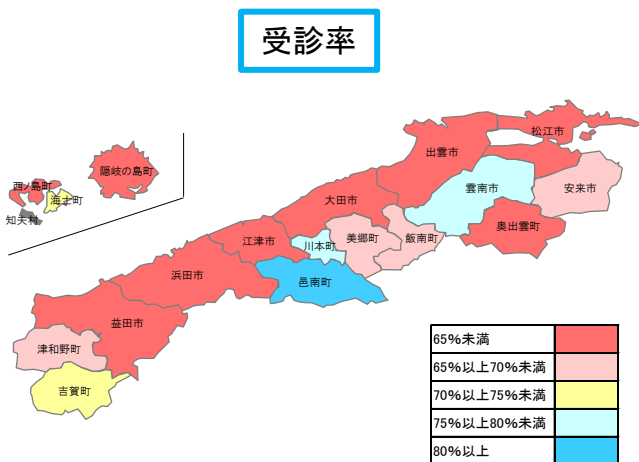 受診率
松江市
出雲市
隠岐の島町
西ノ島町
海士町
安来市
雲南市
大田市
知夫村
奥出雲町
美郷町
飯南町
江津市
川本町
浜田市
邑南町
益田市
津和野町
吉賀町
65%未満
65%以上70%未満
70%以上75%未満
75%以上80%未満
80%以上